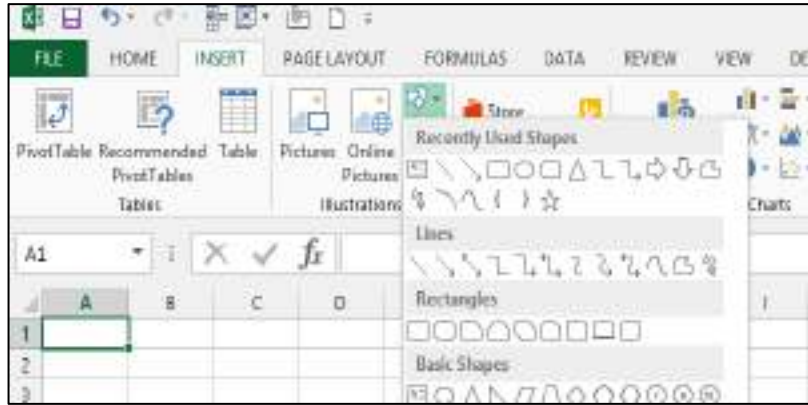 FILE HOME INSERT PAGE LAYOUT FORMULAS DATA REVIEW VIEW DE
PivotTable Recommended PivotTables Table Pictures Online Pictures Store
Tables Illustrations Charts
Recently Used Shapes
Lines
Rectangles
Basic Shapes
A1 fx
A B C D I
1
2
3